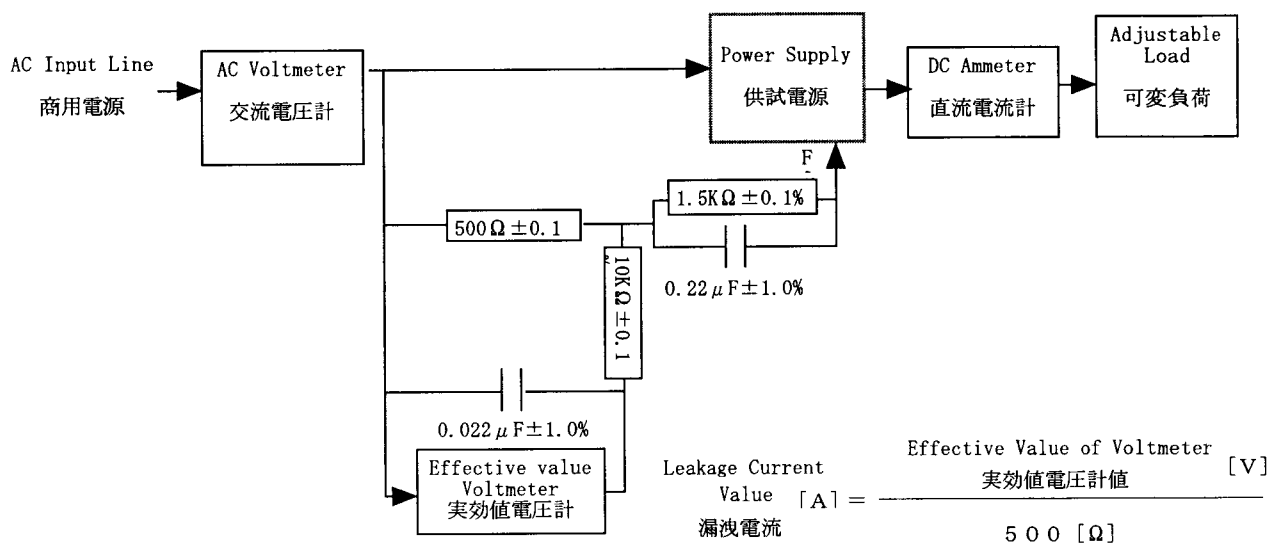 AC Input Line
商用電源
AC Voltmeter
交流電圧計
Power Supply
供試電源
DC Ammeter
直流電流計
Adjustable
Load
可変負荷
F
1.5KΩ±0.1%
500Ω±0.1
10KΩ±0.1
0.22μF±1.0%
0.022μF±1.0%
Effective value
Voltmeter
実効値電圧計
Leakage Current
Value
漏洩電流
[A] =
Effective Value of Voltmeter
実効値電圧計値
[V]
500 [Ω]